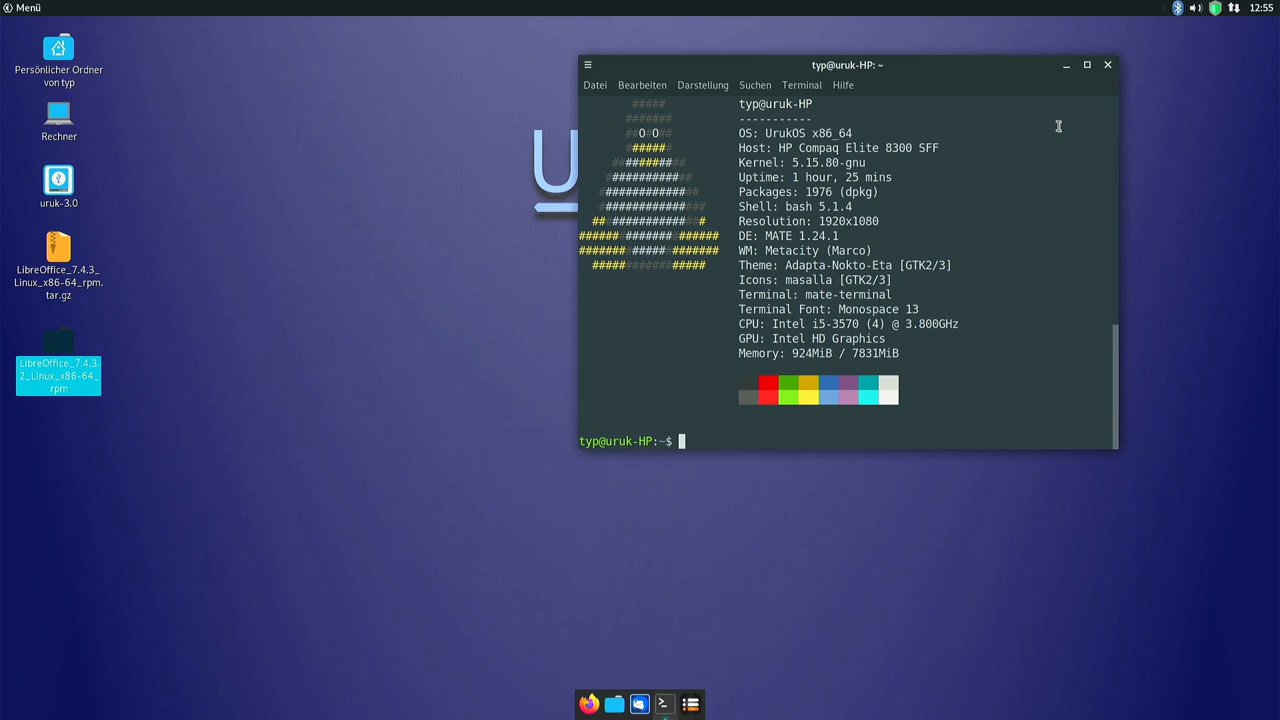 Menü
12:55
Persönlicher Ordner
von typ
Rechner
uruk-3.0
LibreOffice_7.4.3_
Linux_x86-64_rpm.
tar.gz
LibreOffice_7.4.3.
2_Linux_x86-64_
rpm
U
typ@uruk-HP: ~
Datei Bearbeiten Darstellung Suchen Terminal Hilfe
##### typ@uruk-HP
####### -----------
##O#O## OS: UrukOS x86_64
####### Host: HP Compaq Elite 8300 SFF
########### Kernel: 5.15.80-gnu
############# Uptime: 1 hour, 25 mins
############### Packages: 1976 (dpkg)
################ Shell: bash 5.1.4
################# Resolution: 1920x1080
##################### DE: MATE 1.24.1
##################### WM: Metacity (Marco)
################# Theme: Adapta-Nokto-Eta [GTK2/3]
Icons: masalla [GTK2/3]
Terminal: mate-terminal
Terminal Font: Monospace 13
CPU: Intel i5-3570 (4) @ 3.800GHz
GPU: Intel HD Graphics
Memory: 924MiB / 7831MiB
typ@uruk-HP:~$